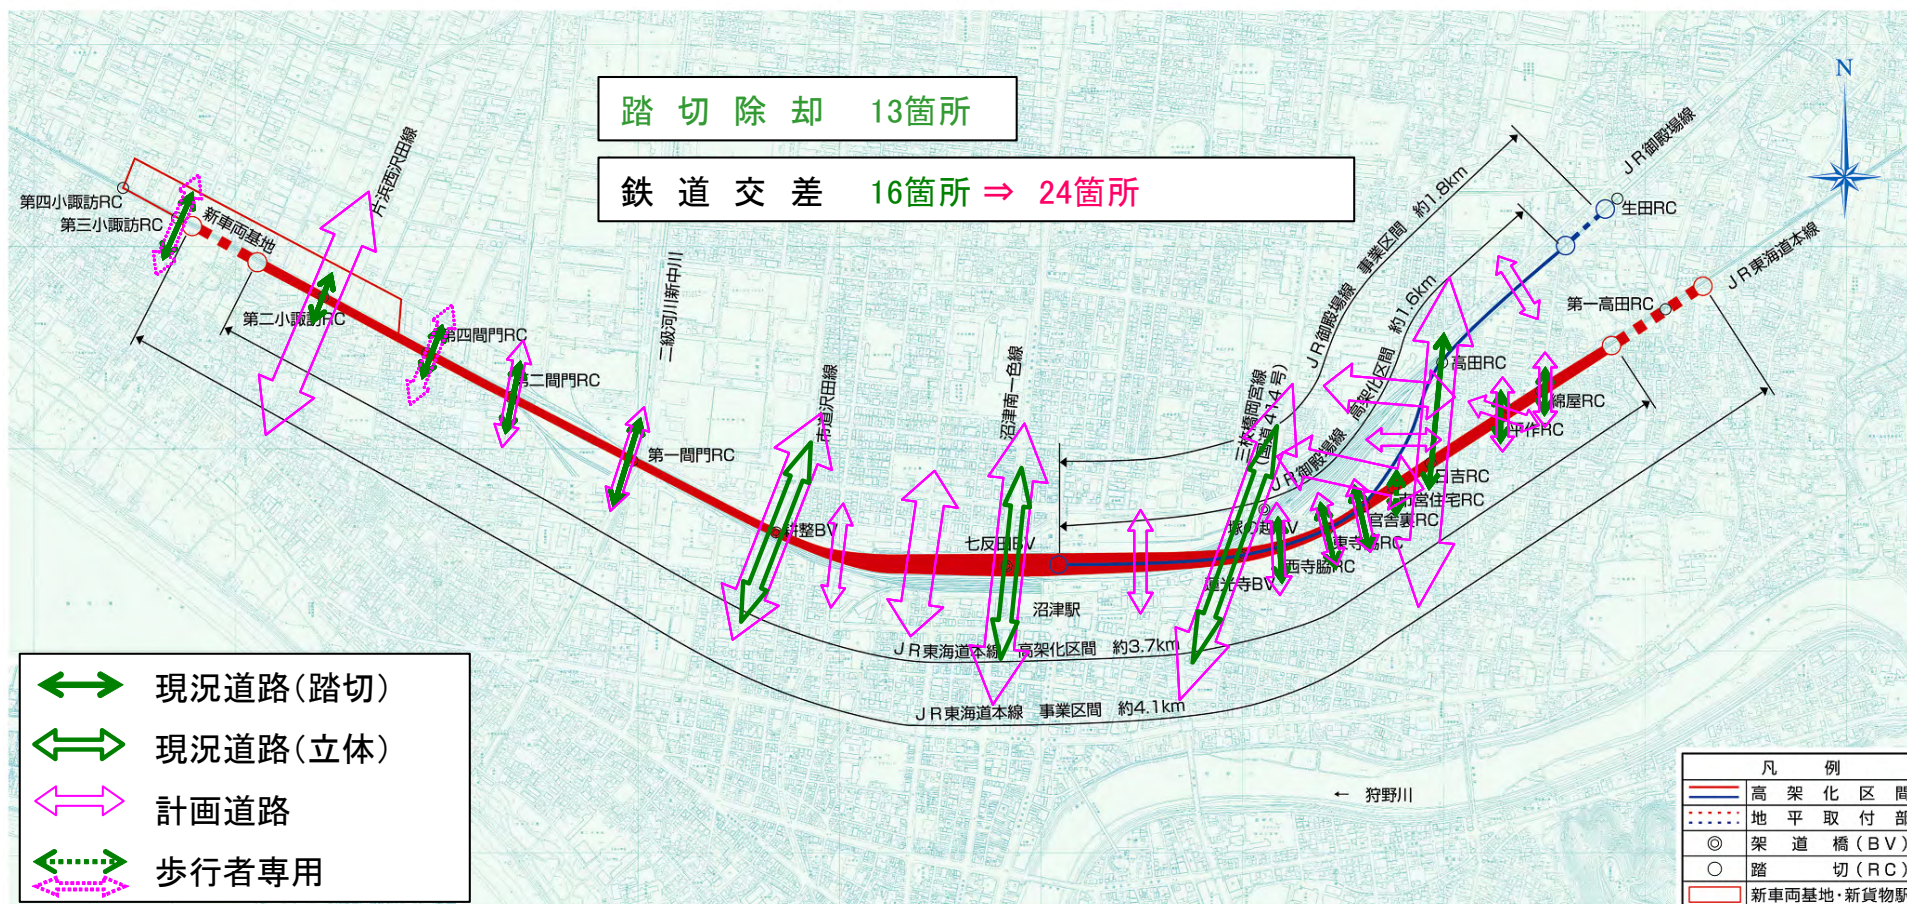 踏切除却 13箇所
鉄道交差 16箇所 ⇒ 24箇所
N
第四小諏訪RC
第三小諏訪RC
新車両基地
片浜西沢田線
第二小諏訪RC
第四間門RC
第二間門RC
二級河川新中川
第一間門RC
市道沢田線
耕整BV
沼津南一色線
七反田BV
沼津駅
三枚橋岡宮線
(国道414号)
JR御殿場線 事業区間 約1.8km
JR御殿場線 高架化区間 約1.6km
JR御殿場線
生田RC
JR東海道本線
第一高田RC
高田RC
綿屋RC
平作RC
日吉RC
市営住宅RC
官舎裏RC
東寺脇RC
西寺脇RC
塚の越BV
蓮光寺BV
JR東海道本線 高架化区間 約3.7km
JR東海道本線 事業区間 約4.1km
← 狩野川
現況道路(踏切)
現況道路(立体)
計画道路
歩行者専用
凡例
高架化区間
地平取付部
架道橋(BV)
踏切(RC)
新車両基地・新貨物駅